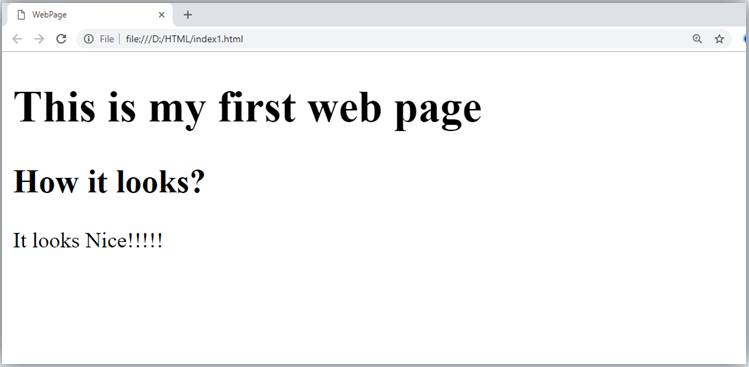 WebPage
File file:///D:/HTML/index1.html
This is my first web page
How it looks?
It looks Nice!!!!!